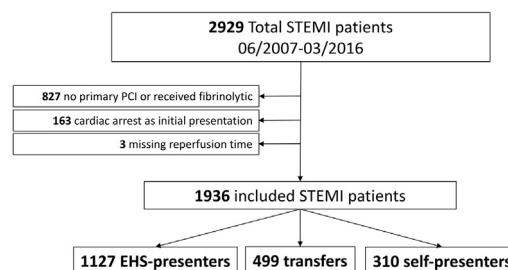 2929 Total STEMI patients
06/2007-03/2016
827 no primary PCI or received fibrinolytic
163 cardiac arrest as initial presentation
3 missing reperfusion time
1936 included STEMI patients
1127 EHS-presenters
499 transfers
310 self-presenters